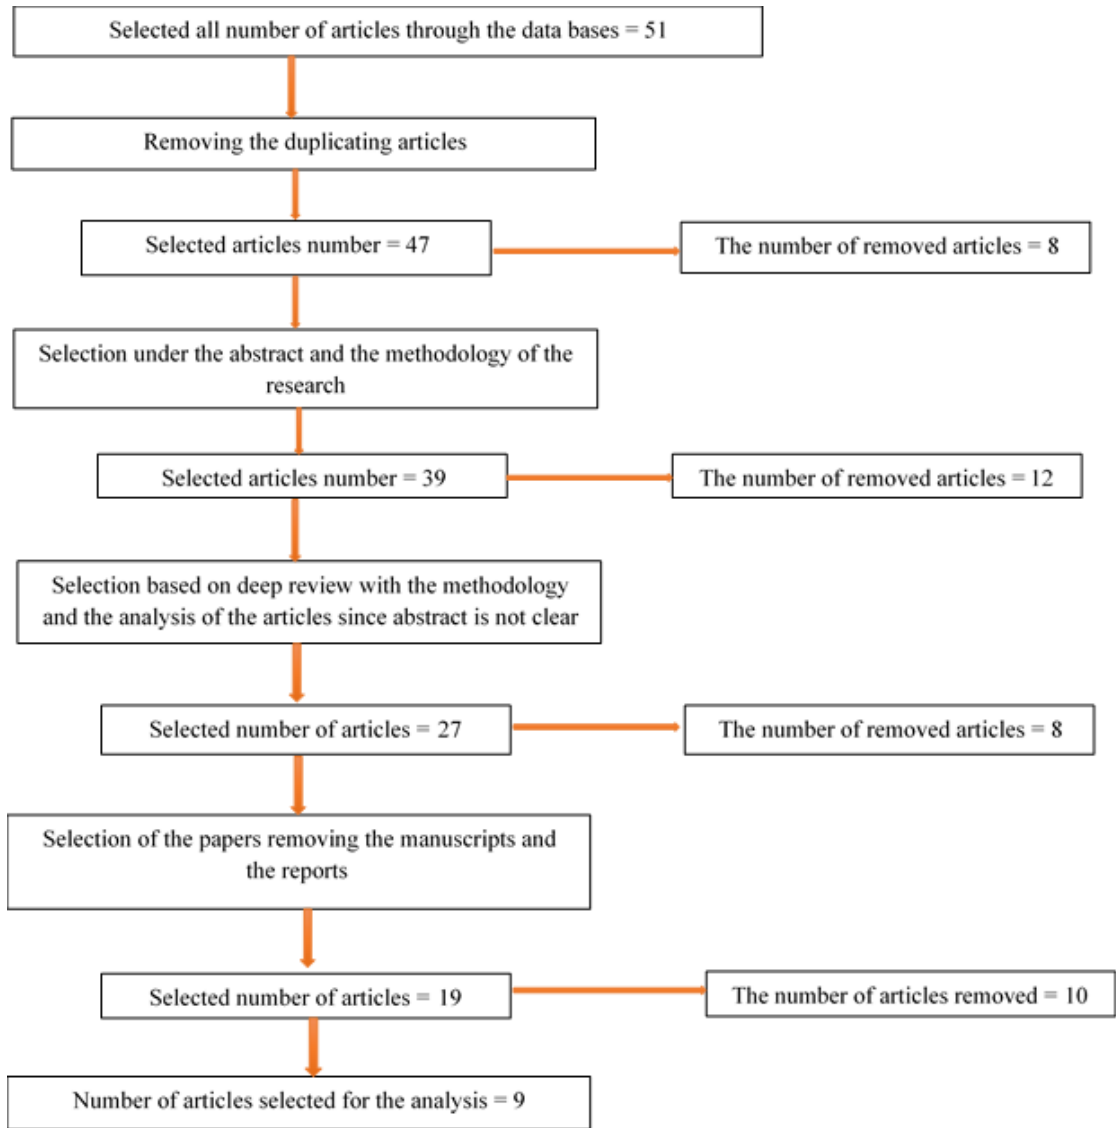 Selected all number of articles through the data bases = 51
Removing the duplicating articles
Selected articles number = 47
The number of removed articles = 8
Selection under the abstract and the methodology of the
research
Selected articles number = 39
The number of removed articles = 12
Selection based on deep review with the methodology
and the analysis of the articles since abstract is not clear
Selected number of articles = 27
The number of removed articles = 8
Selection of the papers removing the manuscripts and
the reports
Selected number of articles = 19
The number of articles removed = 10
Number of articles selected for the analysis = 9